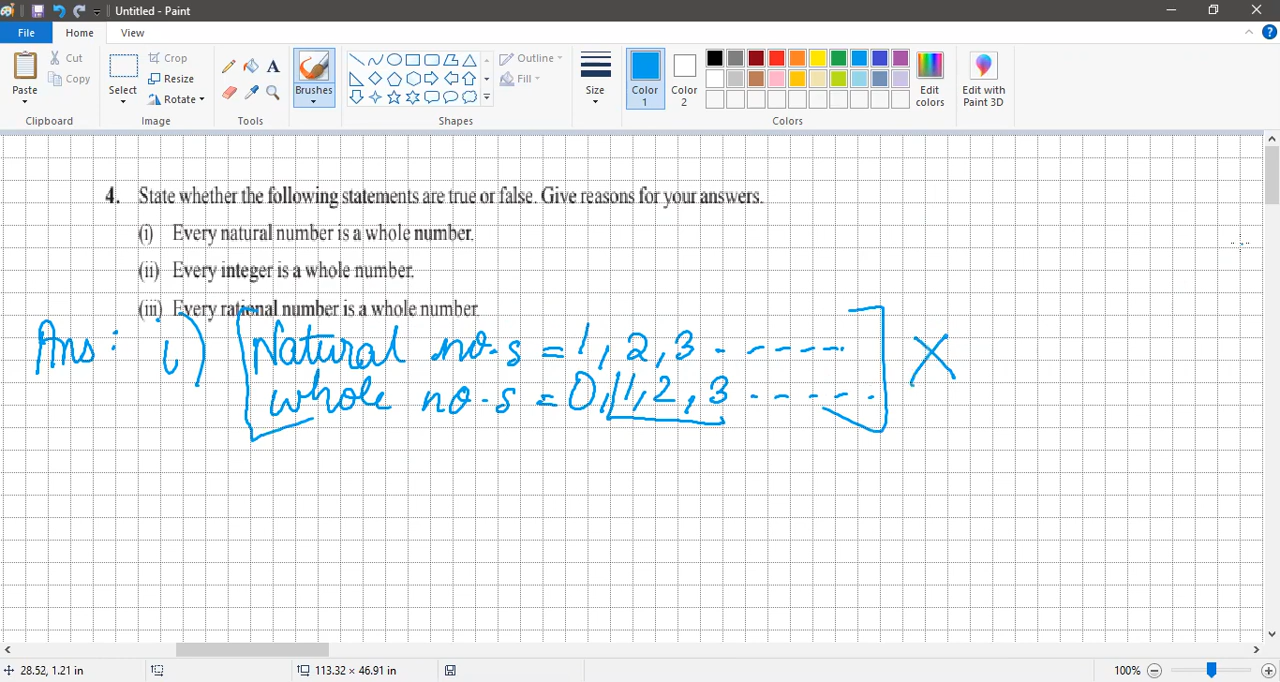 Untitled - Paint
File Home View
Paste Cut Copy Clipboard
Select Crop Resize Rotate Image
A Tools
Brushes
Outline Fill Shapes
Size
Color 1 Color 2 Edit colors Colors
Edit with Paint 3D
4. State whether the following statements are true or false. Give reasons for your answers.
(i) Every natural number is a whole number.
(ii) Every integer is a whole number.
(iii) Every rational number is a whole number.
Ans: i) [Natural no.s = 1, 2, 3 - - - - - -] X
whole no.s = 0, 1, 2, 3 - - - - - -
28.52, 1.21 in 113.32 × 46.91 in 100%